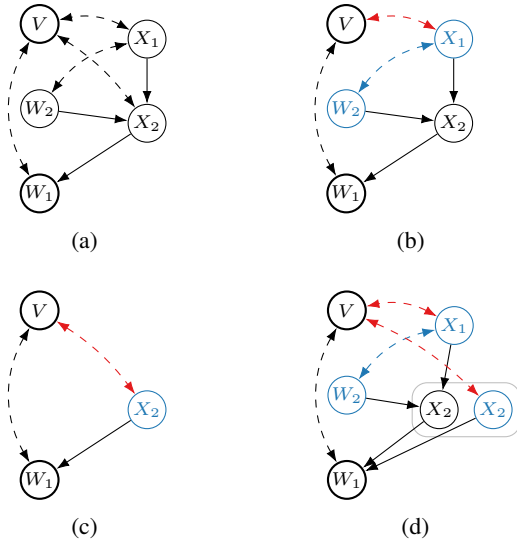 V X₁ V X₁
W₂ X₂ W₂ X₂
W₁ W₁
(a) (b)
V V X₁
X₂ W₂ X₂ X₂
W₁ W₁
(c) (d)